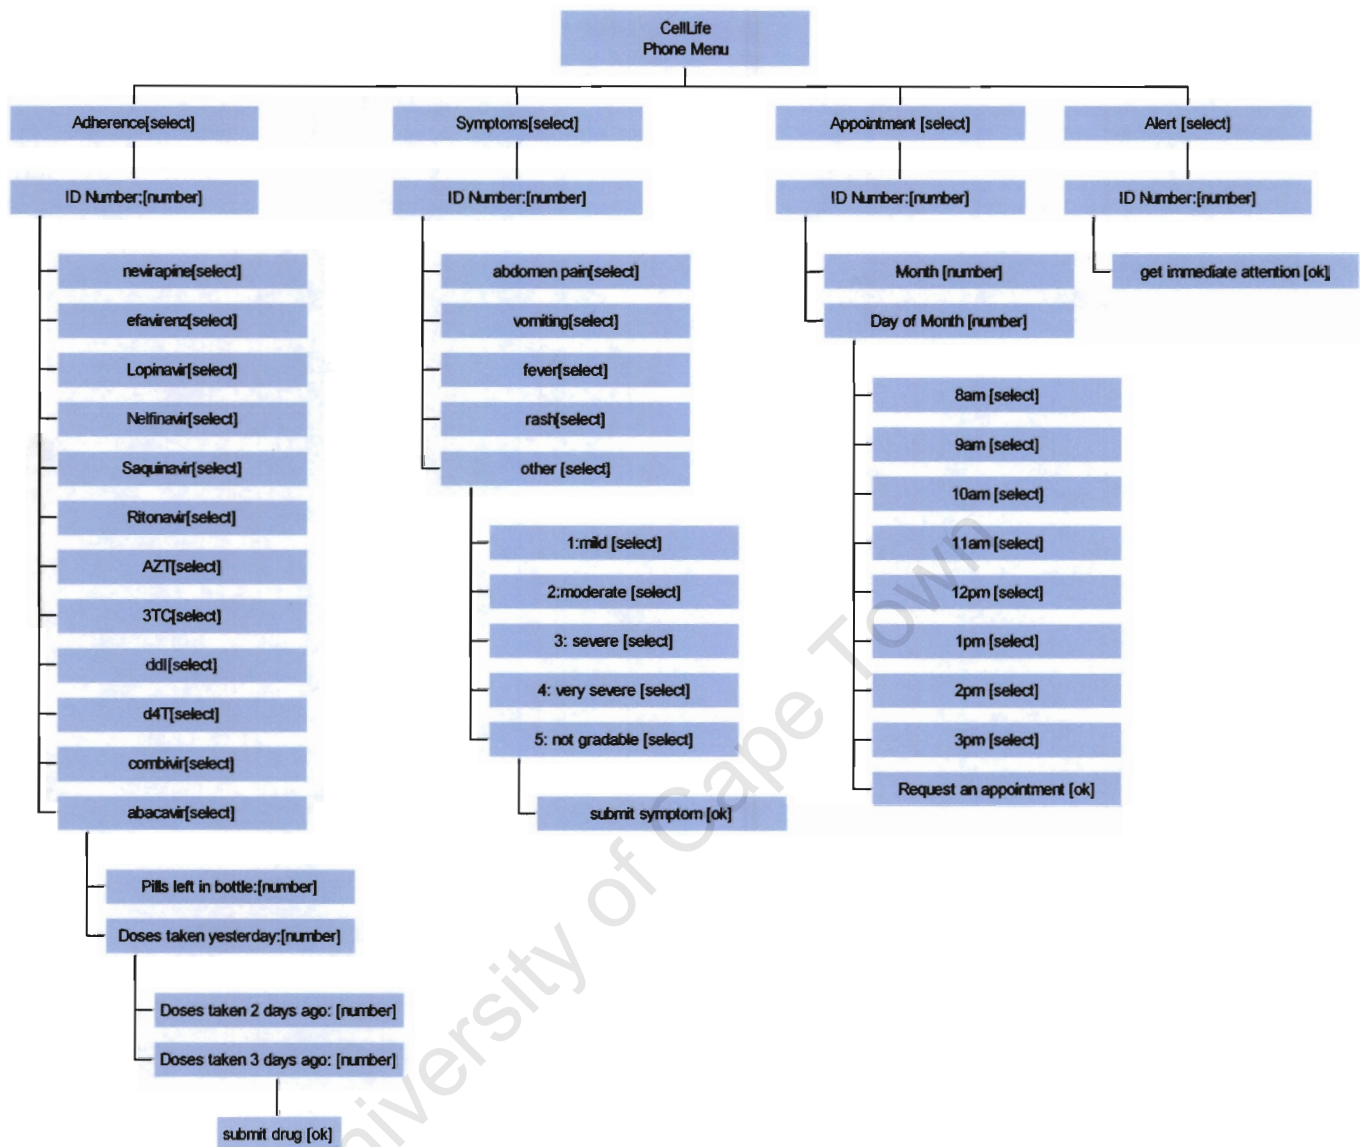 CellLife
Phone Menu
Adherence[select]
Symptoms[select]
Appointment [select]
Alert [select]
ID Number:[number]
ID Number:[number]
ID Number:[number]
ID Number:[number]
nevirapine[select]
efavirenz[select]
Lopinavir[select]
Nelfinavir[select]
Saquinavir[select]
Ritonavir[select]
AZT[select]
3TC[select]
ddI[select]
d4T[select]
combivir[select]
abacavir[select]
Pills left in bottle:[number]
Doses taken yesterday:[number]
Doses taken 2 days ago: [number]
Doses taken 3 days ago: [number]
submit drug [ok]
abdomen pain[select]
vomiting[select]
fever[select]
rash[select]
other [select]
1:mild [select]
2:moderate [select]
3: severe [select]
4: very severe [select]
5: not gradable [select]
submit symptom [ok]
Month [number]
Day of Month [number]
8am [select]
9am [select]
10am [select]
11am [select]
12pm [select]
1pm [select]
2pm [select]
3pm [select]
Request an appointment [ok]
get immediate attention [ok]
University of Cape Town